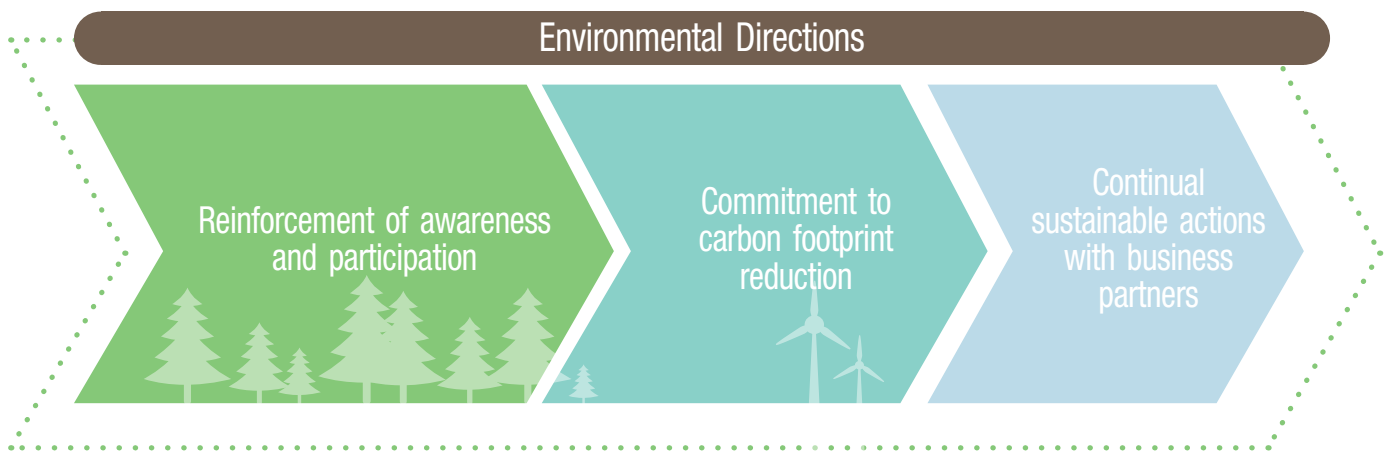 Environmental Directions
Reinforcement of awareness
and participation
Commitment to
carbon footprint
reduction
Continual
sustainable actions
with business
partners